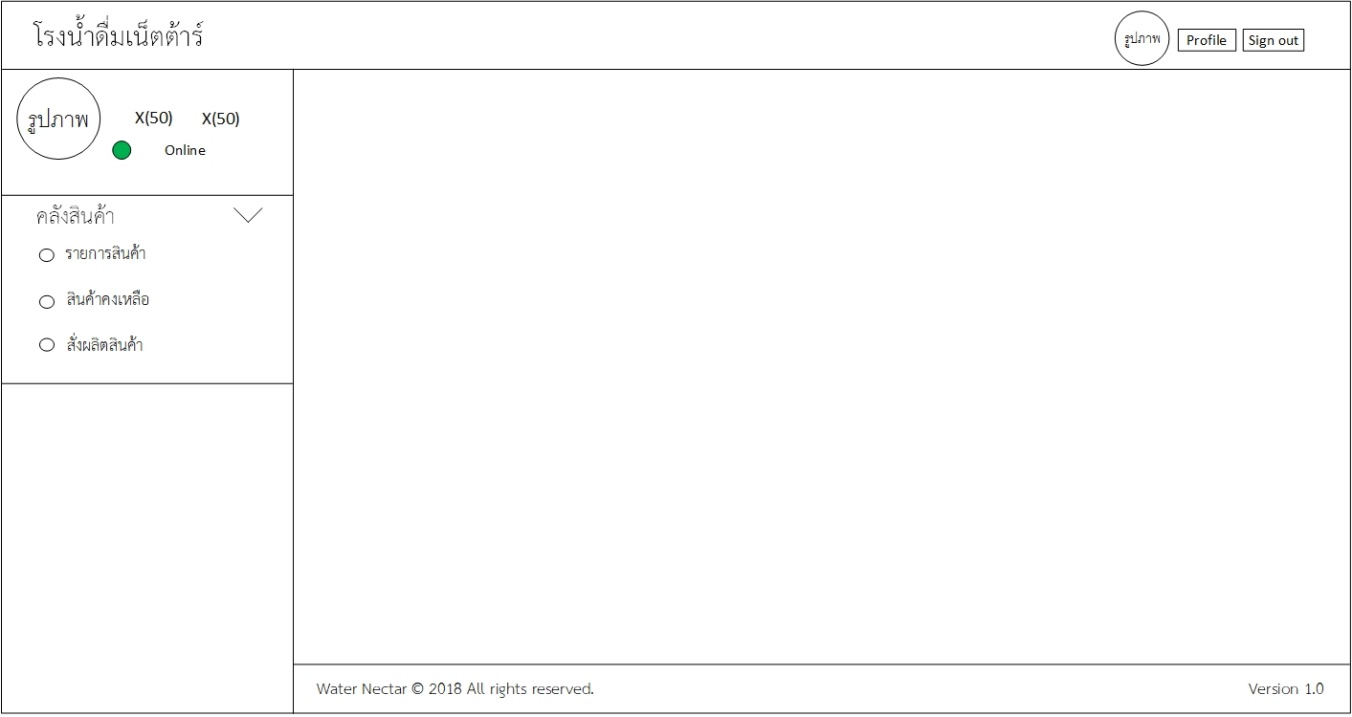 โรงน้ำดื่มเน็ตต้าร์
รูปภาพ Profile Sign out
รูปภาพ X(50) X(50)
Online
คลังสินค้า
รายการสินค้า
สินค้าคงเหลือ
สั่งผลิตสินค้า
Water Nectar © 2018 All rights reserved. Version 1.0